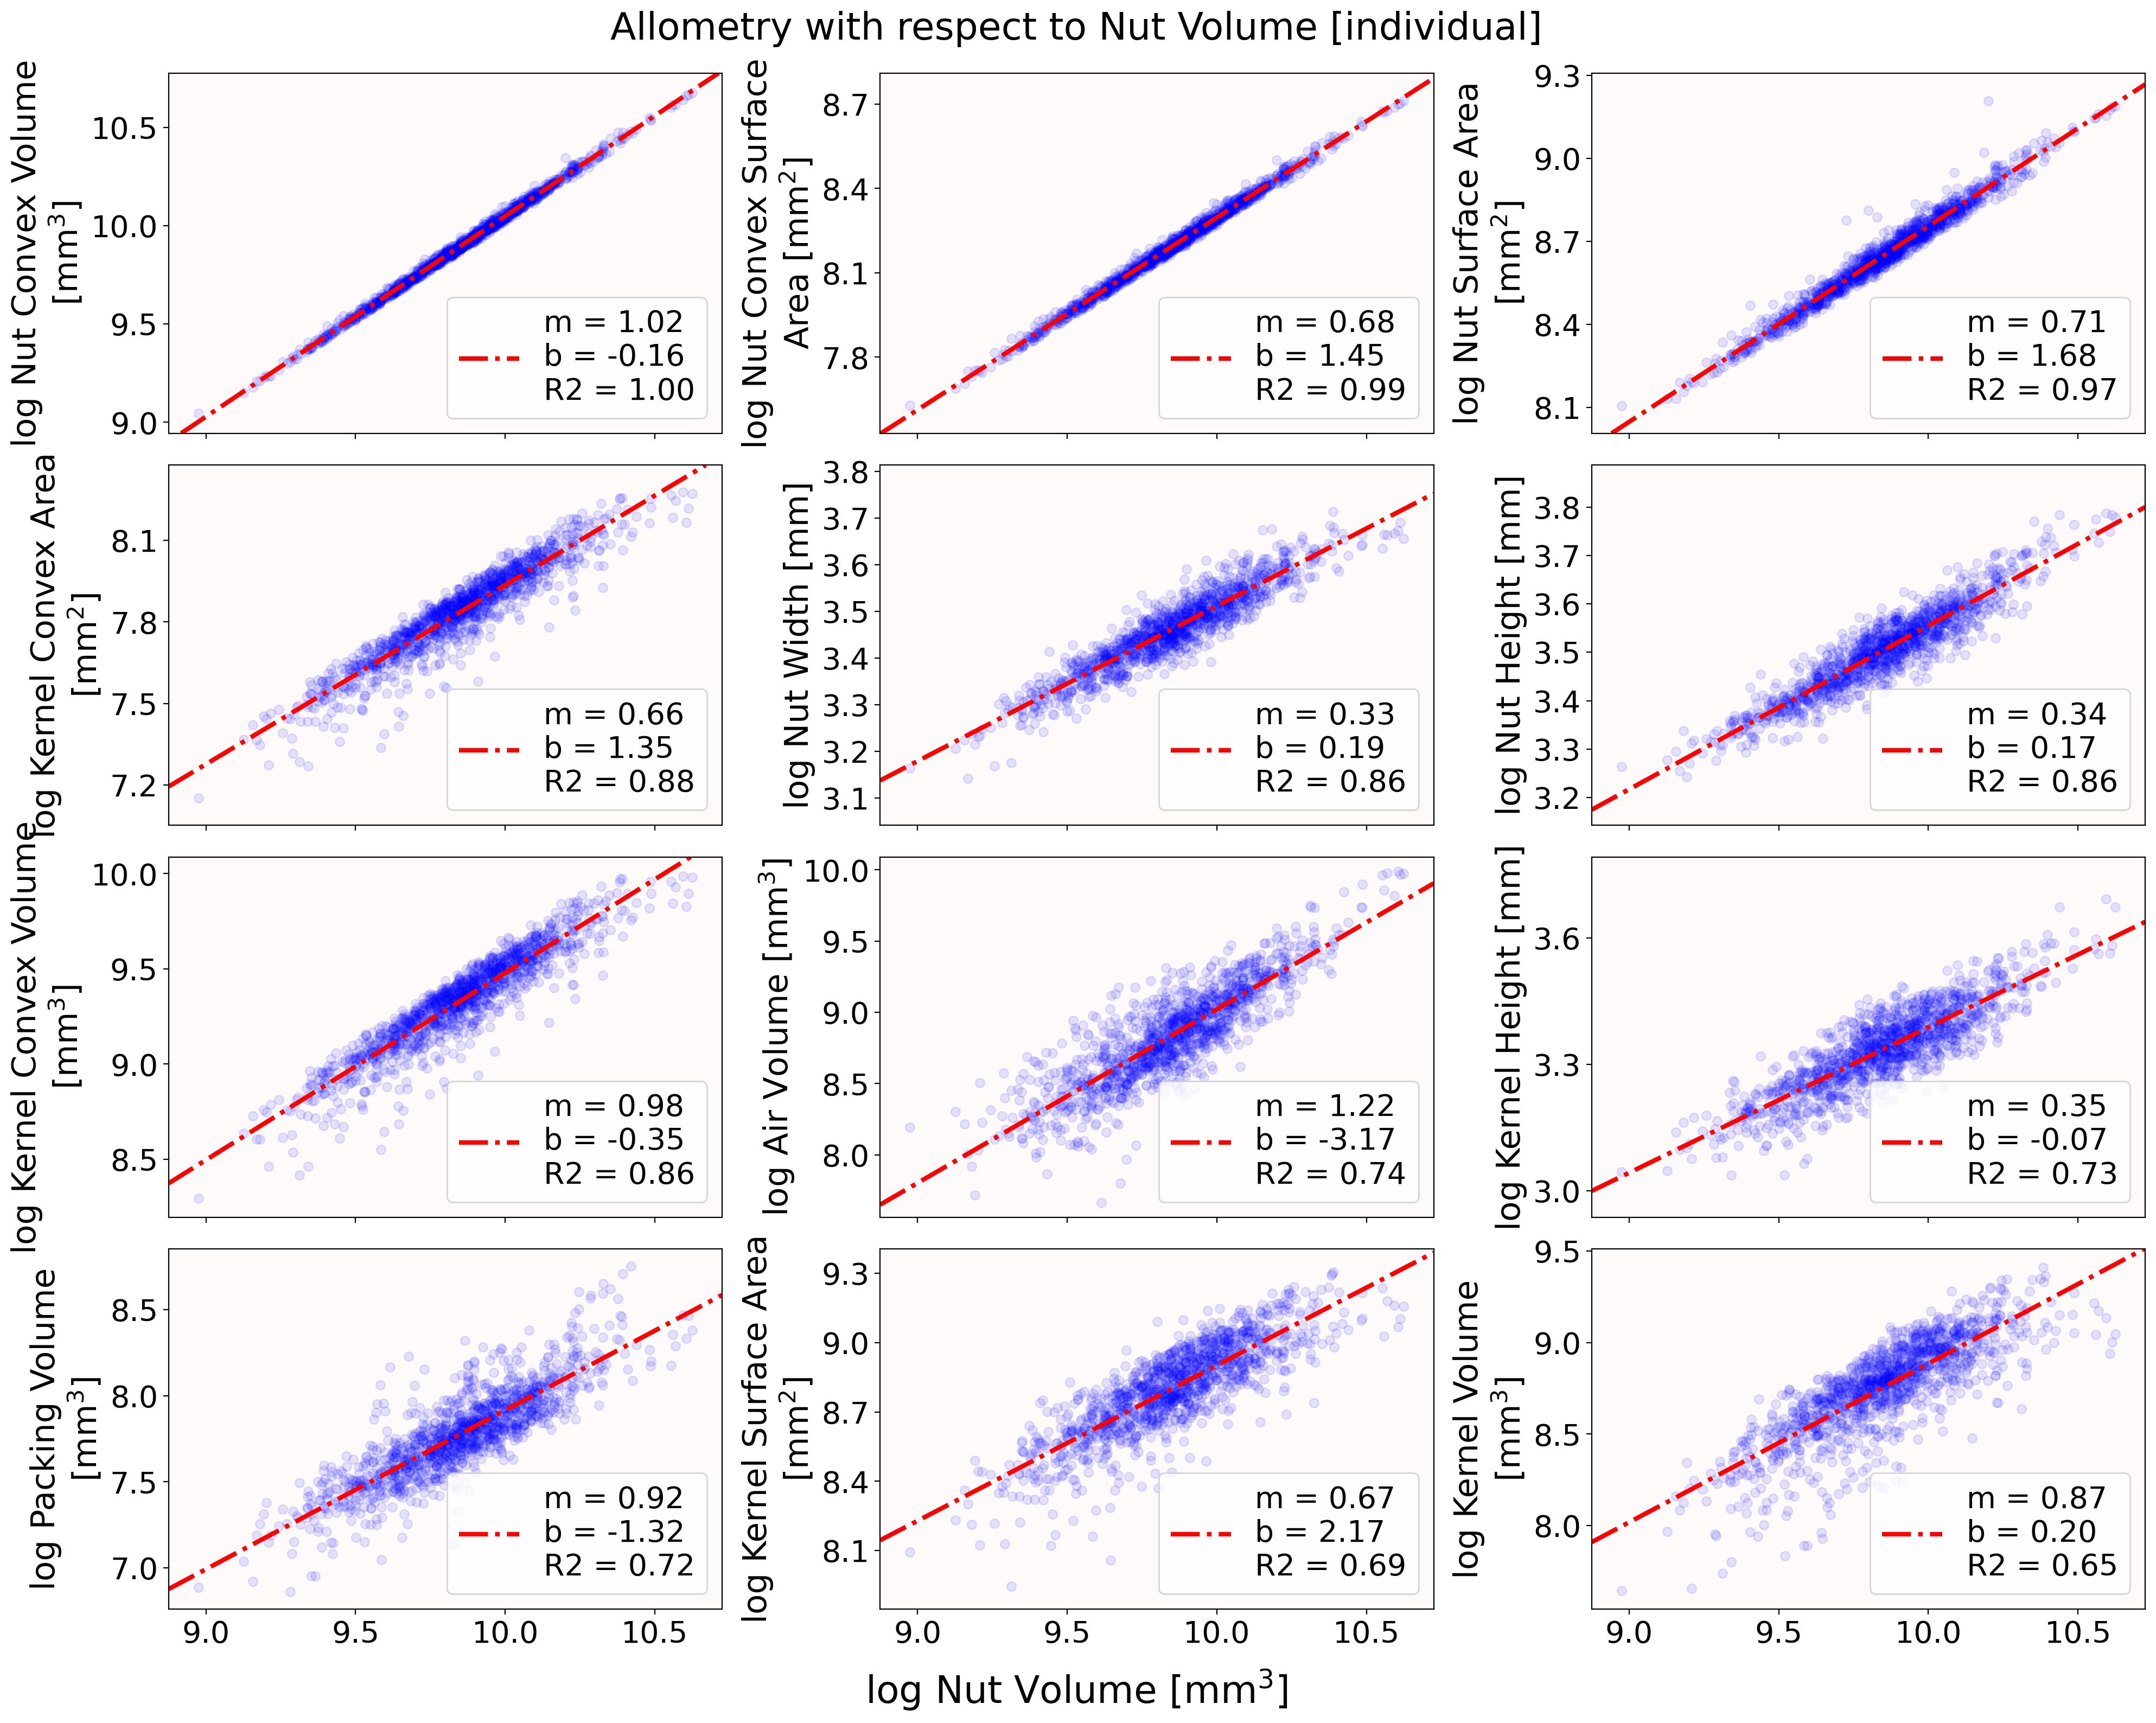 Allometry with respect to Nut Volume [individual]
log Nut Convex Volume
[mm³]
10.5
10.0
9.5
9.0
m = 1.02
b = -0.16
R2 = 1.00
log Nut Convex Surface
Area [mm²]
8.7
8.4
8.1
7.8
m = 0.68
b = 1.45
R2 = 0.99
log Nut Surface Area
[mm²]
9.3
9.0
8.7
8.4
8.1
m = 0.71
b = 1.68
R2 = 0.97
log Kernel Convex Area
[mm²]
8.1
7.8
7.5
7.2
m = 0.66
b = 1.35
R2 = 0.88
log Nut Width [mm]
3.8
3.7
3.6
3.5
3.4
3.3
3.2
3.1
m = 0.33
b = 0.19
R2 = 0.86
log Nut Height [mm]
3.8
3.7
3.6
3.5
3.4
3.3
3.2
m = 0.34
b = 0.17
R2 = 0.86
log Kernel Convex Volume
[mm³]
10.0
9.5
9.0
8.5
m = 0.98
b = -0.35
R2 = 0.86
log Air Volume [mm³]
10.0
9.5
9.0
8.5
8.0
m = 1.22
b = -3.17
R2 = 0.74
log Kernel Height [mm]
3.6
3.3
3.0
m = 0.35
b = -0.07
R2 = 0.73
log Packing Volume
[mm³]
8.5
8.0
7.5
7.0
m = 0.92
b = -1.32
R2 = 0.72
9.0 9.5 10.0 10.5
log Kernel Surface Area
[mm²]
9.3
9.0
8.7
8.4
8.1
m = 0.67
b = 2.17
R2 = 0.69
9.0 9.5 10.0 10.5
log Kernel Volume
[mm³]
9.5
9.0
8.5
8.0
m = 0.87
b = 0.20
R2 = 0.65
9.0 9.5 10.0 10.5
log Nut Volume [mm³]